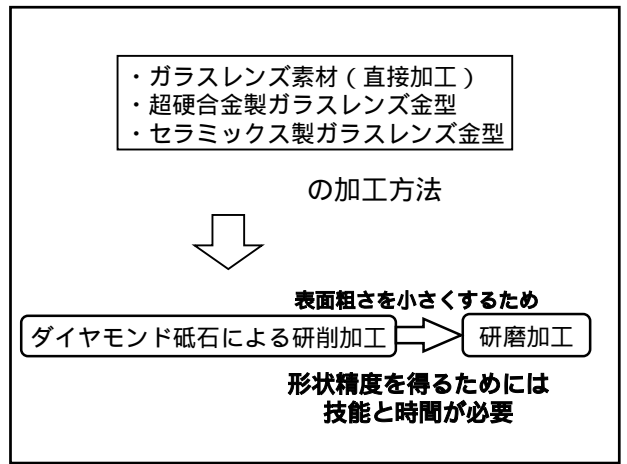 ・ガラスレンズ素材（直接加工）
・超硬合金製ガラスレンズ金型
・セラミックス製ガラスレンズ金型
の加工方法
表面粗さを小さくするため
ダイヤモンド砥石による研削加工
研磨加工
形状精度を得るためには
技能と時間が必要